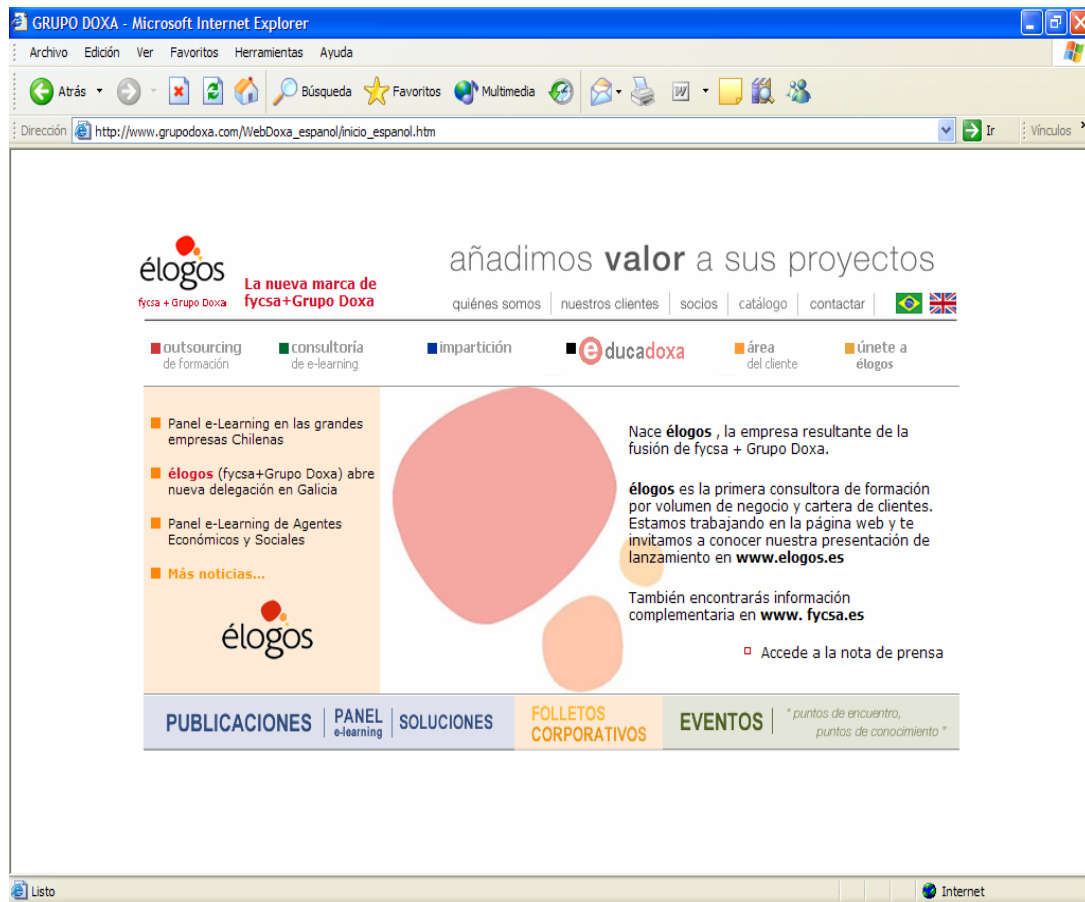 GRUPO DOXA - Microsoft Internet Explorer
Archivo Edición Ver Favoritos Herramientas Ayuda
Atrás Búsqueda Favoritos Multimedia
Dirección http://www.grupodoxa.com/WebDoxa_espanol/inicio_espanol.htm Ir Vínculos
élogos
fycsa + Grupo Doxa
La nueva marca de
fycsa+Grupo Doxa
añadimos valor a sus proyectos
quiénes somos nuestros clientes socios catálogo contactar
outsourcing
de formación
consultoría
de e-learning
impartición
educadoxa
área
del cliente
únete a
élogos
Panel e-Learning en las grandes
empresas Chilenas
élogos (fycsa+Grupo Doxa) abre
nueva delegación en Galicia
Panel e-Learning de Agentes
Económicos y Sociales
Más noticias...
élogos
Nace élogos , la empresa resultante de la
fusión de fycsa + Grupo Doxa.
élogos es la primera consultora de formación
por volumen de negocio y cartera de clientes.
Estamos trabajando en la página web y te
invitamos a conocer nuestra presentación de
lanzamiento en www.elogos.es
También encontrarás información
complementaria en www. fycsa.es
Accede a la nota de prensa
PUBLICACIONES
PANEL
e-learning
SOLUCIONES
FOLLETOS
CORPORATIVOS
EVENTOS
" puntos de encuentro,
puntos de conocimiento "
Listo Internet